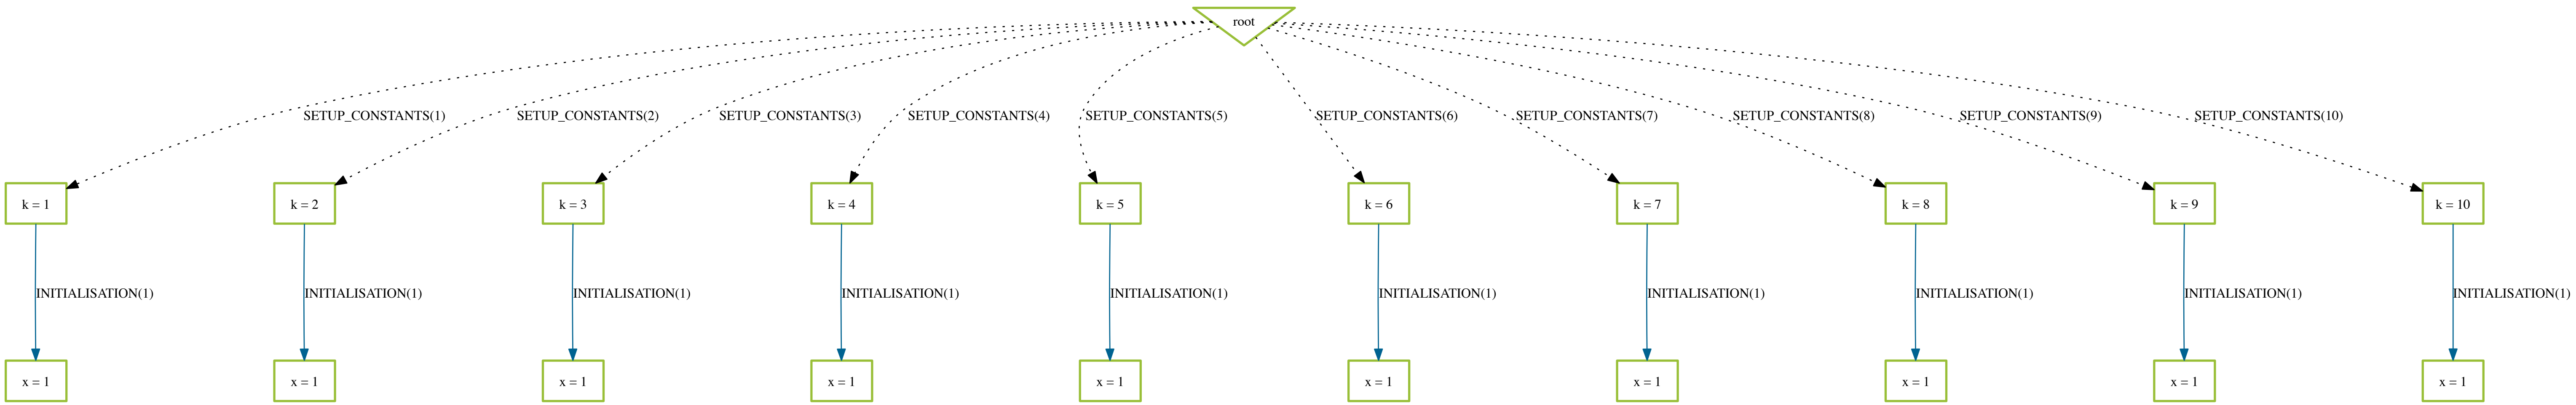 root
SETUP_CONSTANTS(1)
SETUP_CONSTANTS(2)
SETUP_CONSTANTS(3)
SETUP_CONSTANTS(4)
SETUP_CONSTANTS(5)
SETUP_CONSTANTS(6)
SETUP_CONSTANTS(7)
SETUP_CONSTANTS(8)
SETUP_CONSTANTS(9)
SETUP_CONSTANTS(10)
k = 1
k = 2
k = 3
k = 4
k = 5
k = 6
k = 7
k = 8
k = 9
k = 10
INITIALISATION(1)
INITIALISATION(1)
INITIALISATION(1)
INITIALISATION(1)
INITIALISATION(1)
INITIALISATION(1)
INITIALISATION(1)
INITIALISATION(1)
INITIALISATION(1)
INITIALISATION(1)
x = 1
x = 1
x = 1
x = 1
x = 1
x = 1
x = 1
x = 1
x = 1
x = 1